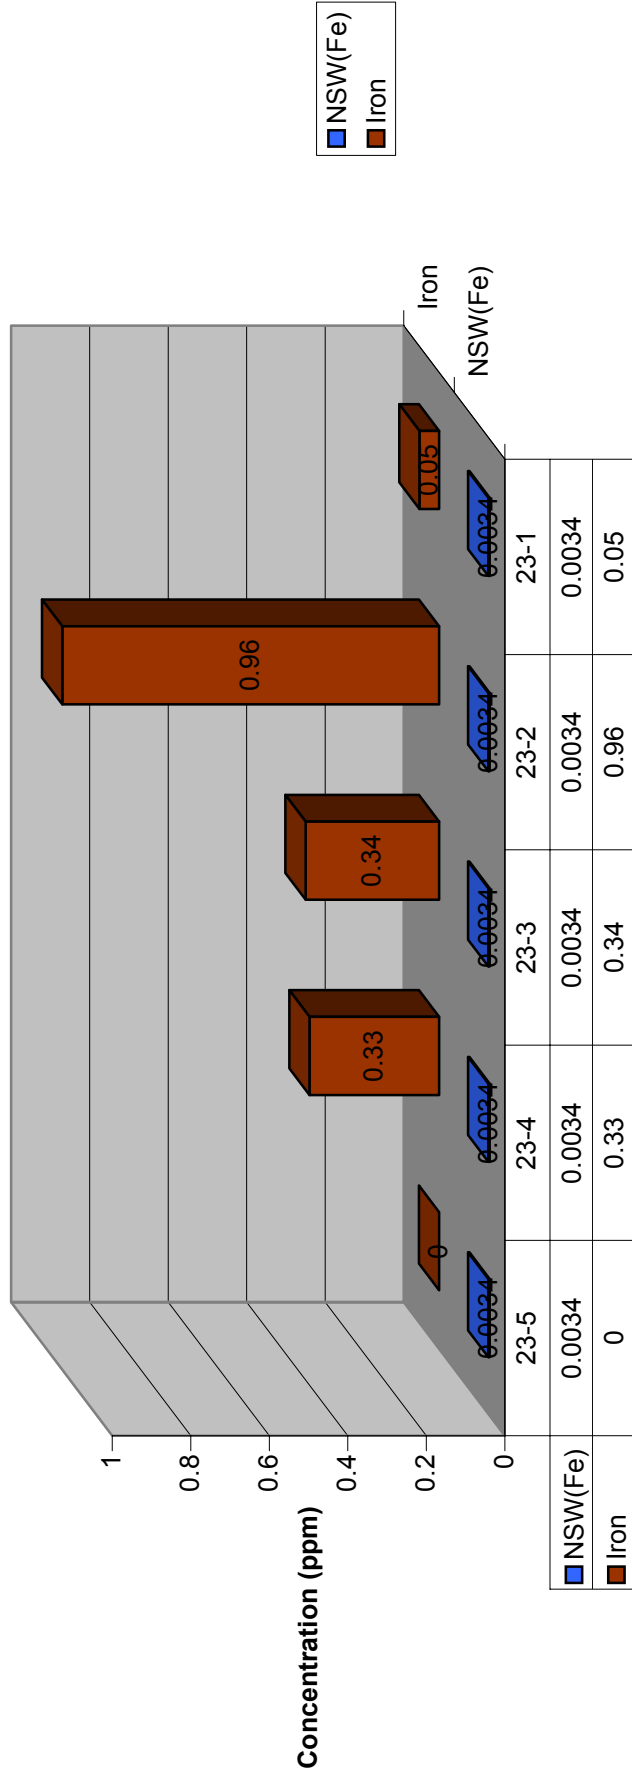 Concentration (ppm)
1
0.8
0.6
0.4
0.2
0
0
0.33
0.34
0.96
0.05
0.0034
0.0034
0.0034
0.0034
0.0034
Iron
NSW(Fe)
23-5 23-4 23-3 23-2 23-1
NSW(Fe) 0.0034 0.0034 0.0034 0.0034 0.0034
Iron 0 0.33 0.34 0.96 0.05
NSW(Fe)
Iron